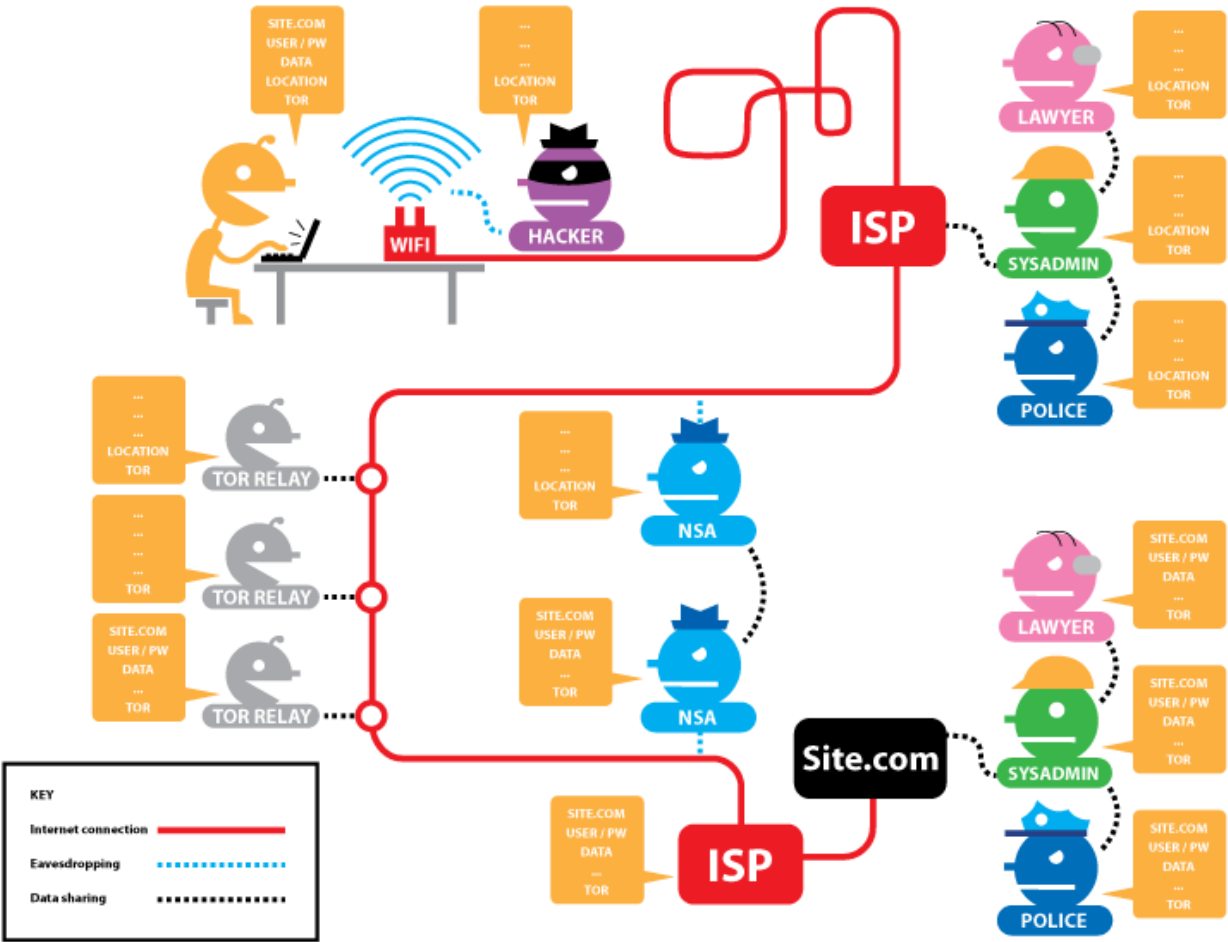 SITE.COM
USER / PW
DATA
LOCATION
TOR
...
...
...
LOCATION
TOR
WIFI
HACKER
ISP
LAWYER
...
...
...
LOCATION
TOR
SYSADMIN
...
...
...
LOCATION
TOR
POLICE
...
...
...
LOCATION
TOR
...
...
...
LOCATION
TOR
TOR RELAY
...
...
...
...
TOR
TOR RELAY
SITE.COM
USER / PW
DATA
...
TOR
TOR RELAY
...
...
...
LOCATION
TOR
NSA
SITE.COM
USER / PW
DATA
...
TOR
NSA
LAWYER
SITE.COM
USER / PW
DATA
...
TOR
SYSADMIN
SITE.COM
USER / PW
DATA
...
TOR
POLICE
SITE.COM
USER / PW
DATA
...
TOR
Site.com
SITE.COM
USER / PW
DATA
...
TOR
ISP
KEY
Internet connection
Eavesdropping
Data sharing